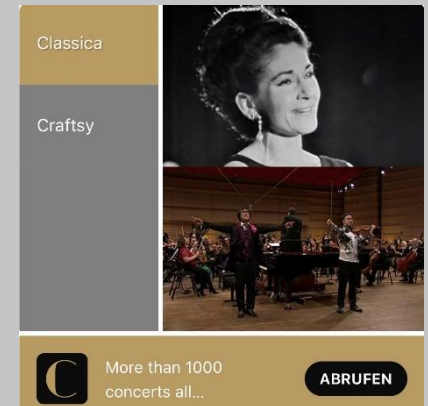 Classica
Craftsy
C
More than 1000
concerts all...
ABRUFEN